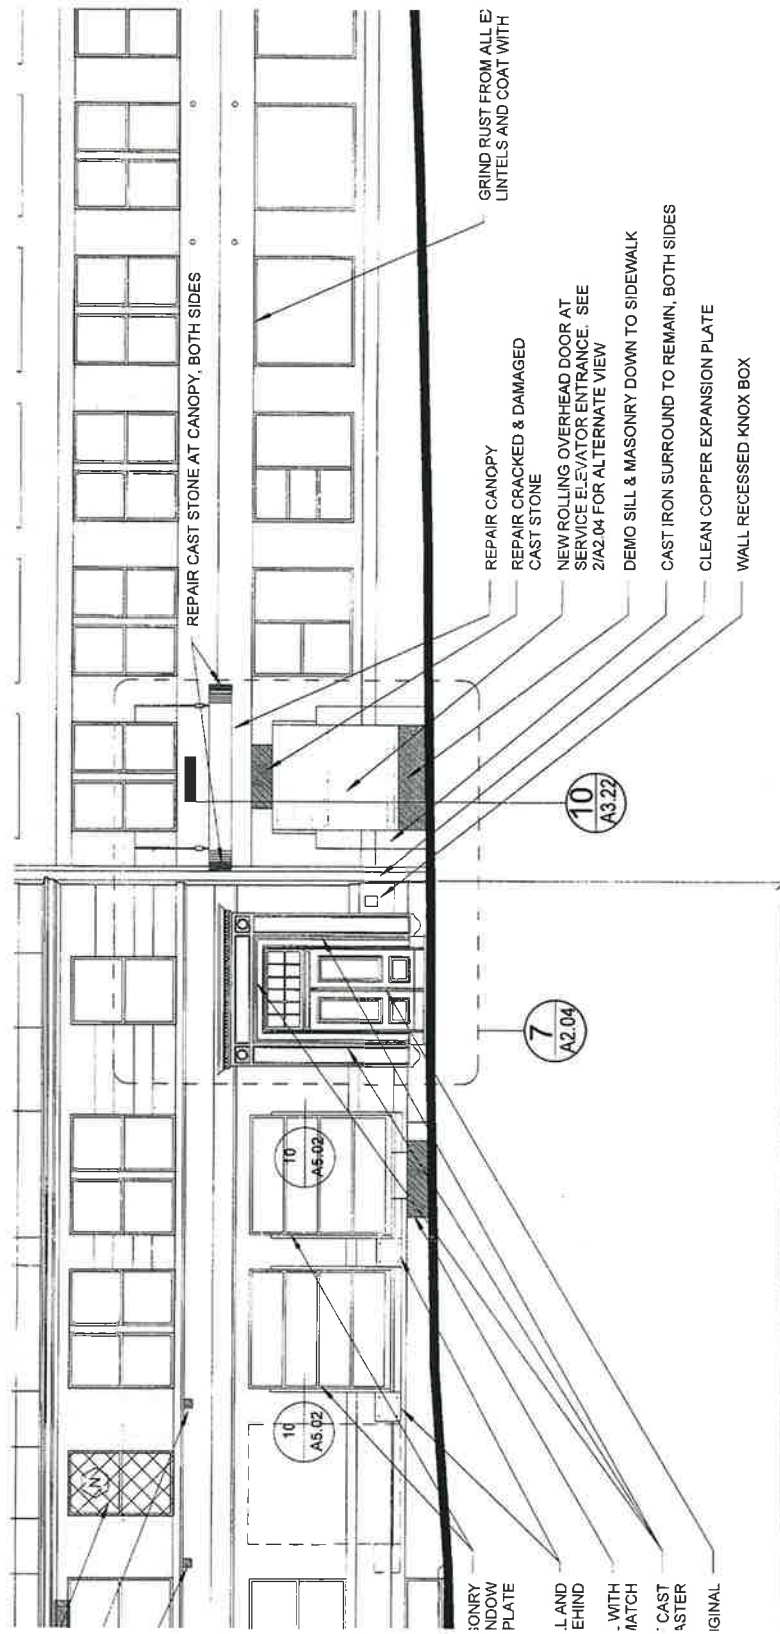 REPAIR CAST STONE AT CANOPY, BOTH SIDES
GRIND RUST FROM ALL
LINTELS AND COAT WITH
REPAIR CANOPY
REPAIR CRACKED & DAMAGED
CAST STONE
NEW ROLLING OVERHEAD DOOR AT
SERVICE ELEVATOR ENTRANCE. SEE
2/A2.04 FOR ALTERNATE VIEW
DEMO SILL & MASONRY DOWN TO SIDEWALK
CAST IRON SURROUND TO REMAIN, BOTH SIDES
CLEAN COPPER EXPANSION PLATE
WALL RECESSED KNOX BOX
10
A3.22
7
A2.04
10
A5.02
10
A5.02
N
SONRY
NDOW
PLATE
L AND
EHIND
WITH
MATCH
CAST
ASTER
IGINAL